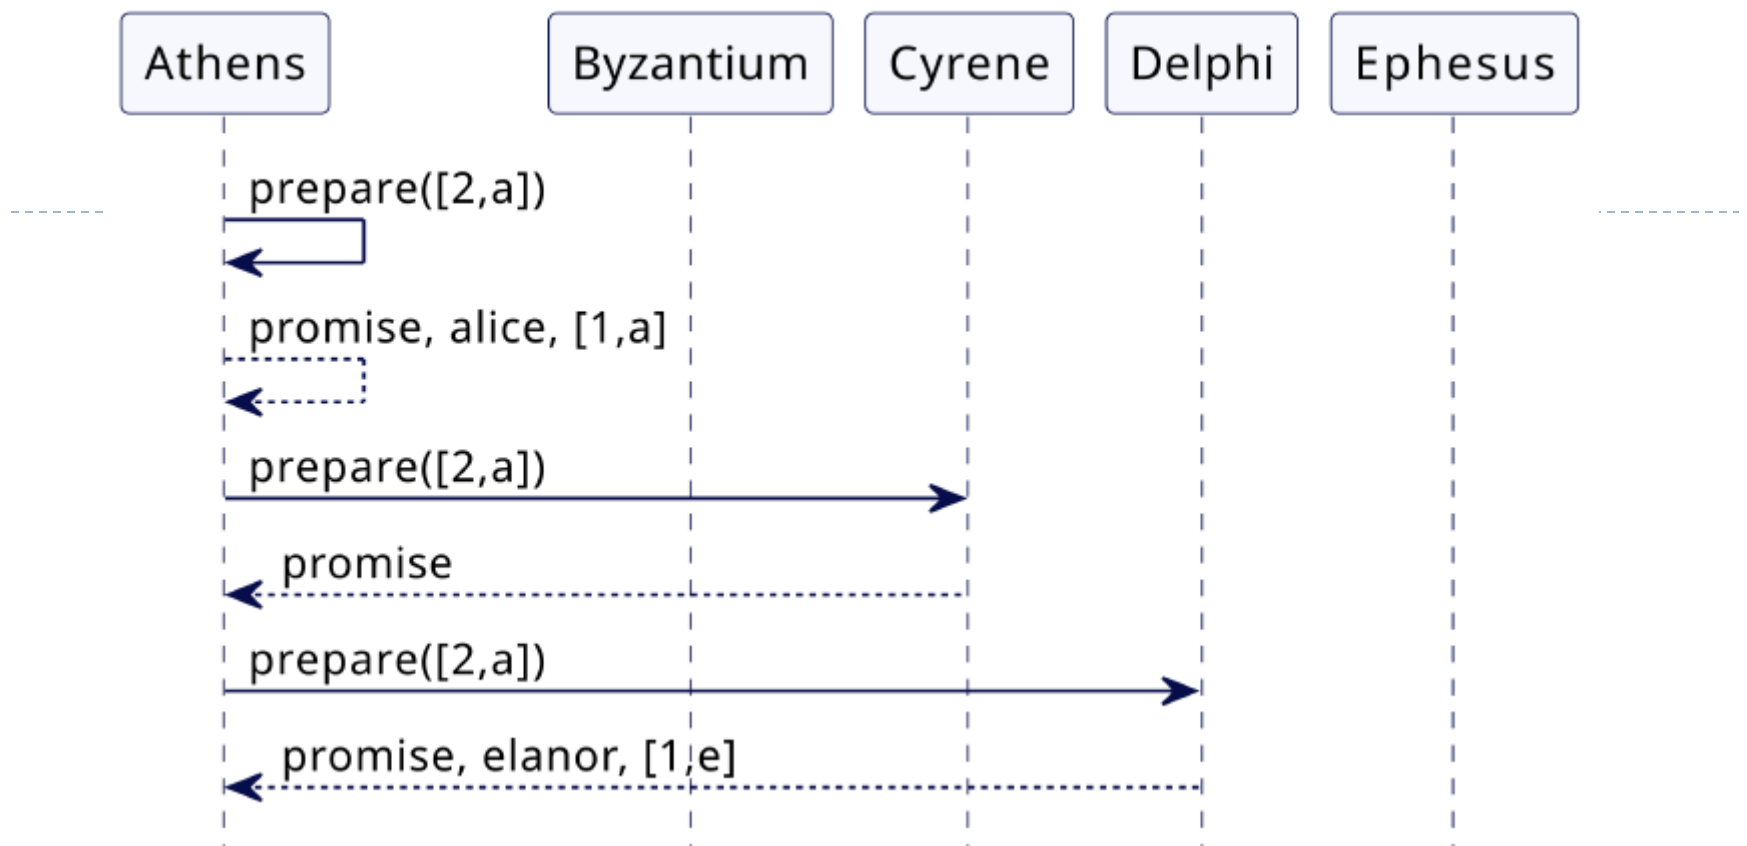 Athens
Byzantium
Cyrene
Delphi
Ephesus
prepare([2,a])
promise, alice, [1,a]
prepare([2,a])
promise
prepare([2,a])
promise, elanor, [1,e]